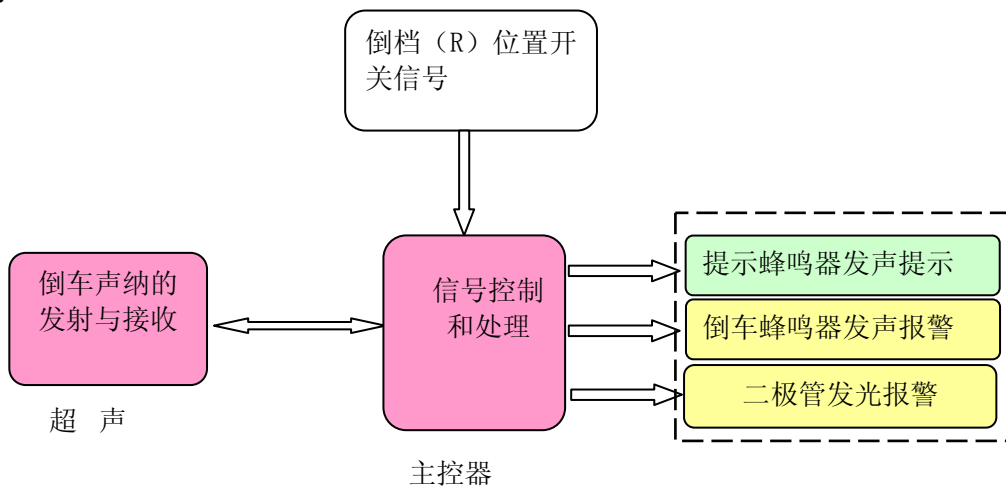 倒档（R）位置开
关信号
倒车声纳的
发射与接收
信号控制
和处理
提示蜂鸣器发声提示
倒车蜂鸣器发声报警
二极管发光报警
超 声
主控器